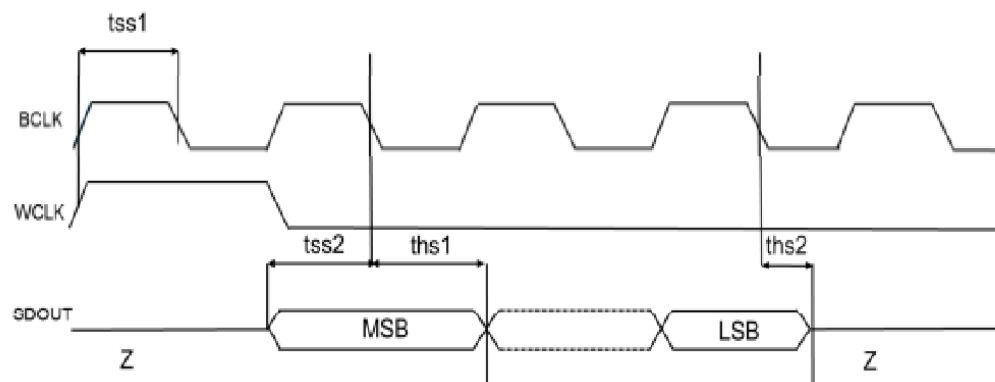 tss1
BCLK
WCLK
tss2
ths1
ths2
SDOUT
MSB
LSB
Z
Z